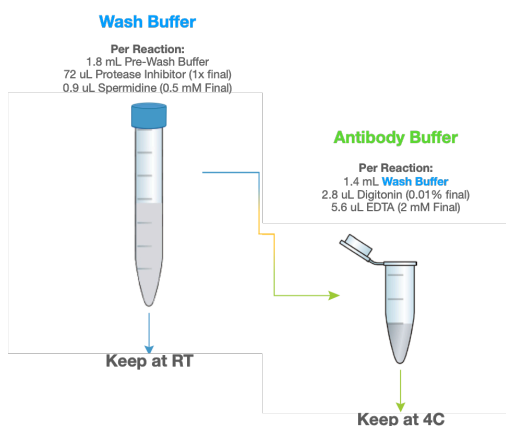 Wash Buffer
Per Reaction:
1.8 mL Pre-Wash Buffer
72 uL Protease Inhibitor (1x final)
0.9 uL Spermidine (0.5 mM Final)
Antibody Buffer
Per Reaction:
1.4 mL Wash Buffer
2.8 uL Digitonin (0.01% final)
5.6 uL EDTA (2 mM Final)
Keep at RT
Keep at 4C